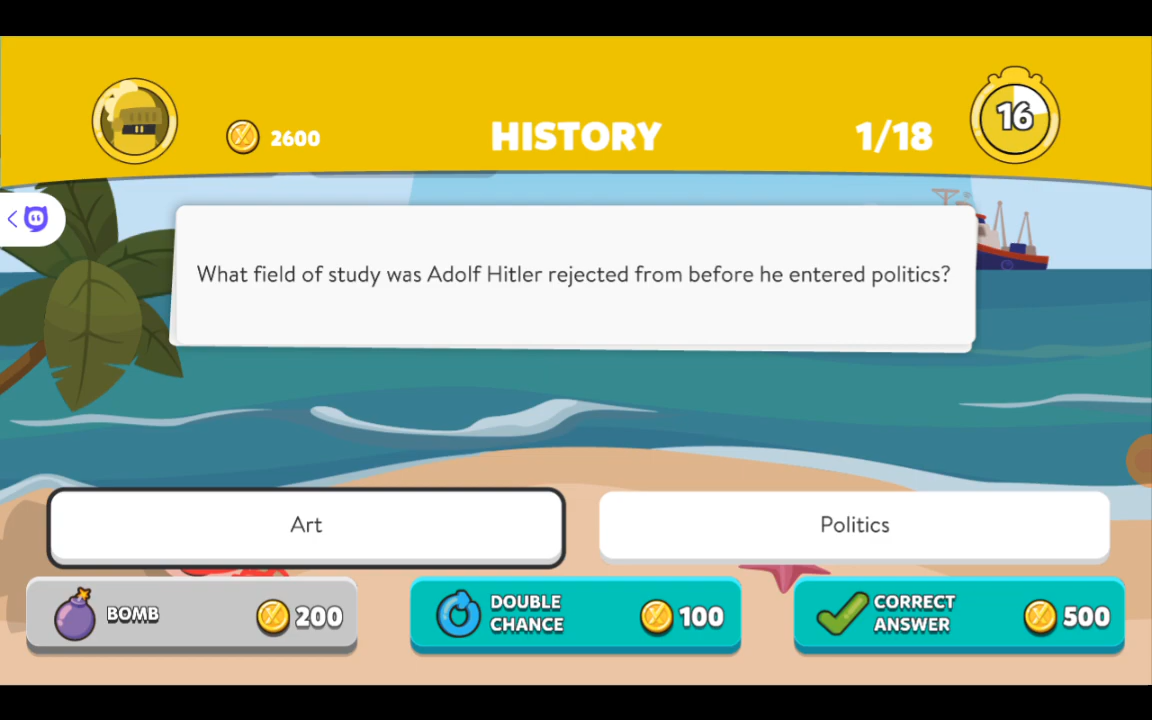 2600
HISTORY
1/18
16
What field of study was Adolf Hitler rejected from before he entered politics?
Art
Politics
BOMB
200
DOUBLE
CHANCE
100
CORRECT
ANSWER
500